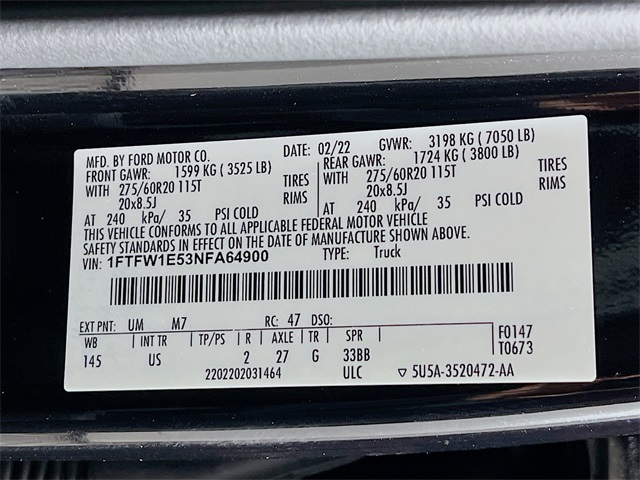 MFD. BY FORD MOTOR CO. DATE: 02/22 GVWR: 3198 KG ( 7050 LB)
FRONT GAWR: 1599 KG ( 3525 LB) REAR GAWR: 1724 KG ( 3800 LB)
WITH 275/60R20 115T TIRES WITH 275/60R20 115T TIRES
20x8.5J RIMS 20x8.5J RIMS
AT 240 kPa/ 35 PSI COLD AT 240 kPa/ 35 PSI COLD
THIS VEHICLE CONFORMS TO ALL APPLICABLE FEDERAL MOTOR VEHICLE
SAFETY STANDARDS IN EFFECT ON THE DATE OF MANUFACTURE SHOWN ABOVE.
VIN: 1FTFW1E53NFA64900 TYPE: Truck
EXT PNT: UM M7 RC: 47 DSO: F0147
WB INT TR TP/PS R AXLE TR SPR T0673
145 US 2 27 G 33BB
2202202031464 ULC ▽ 5U5A-3520472-AA